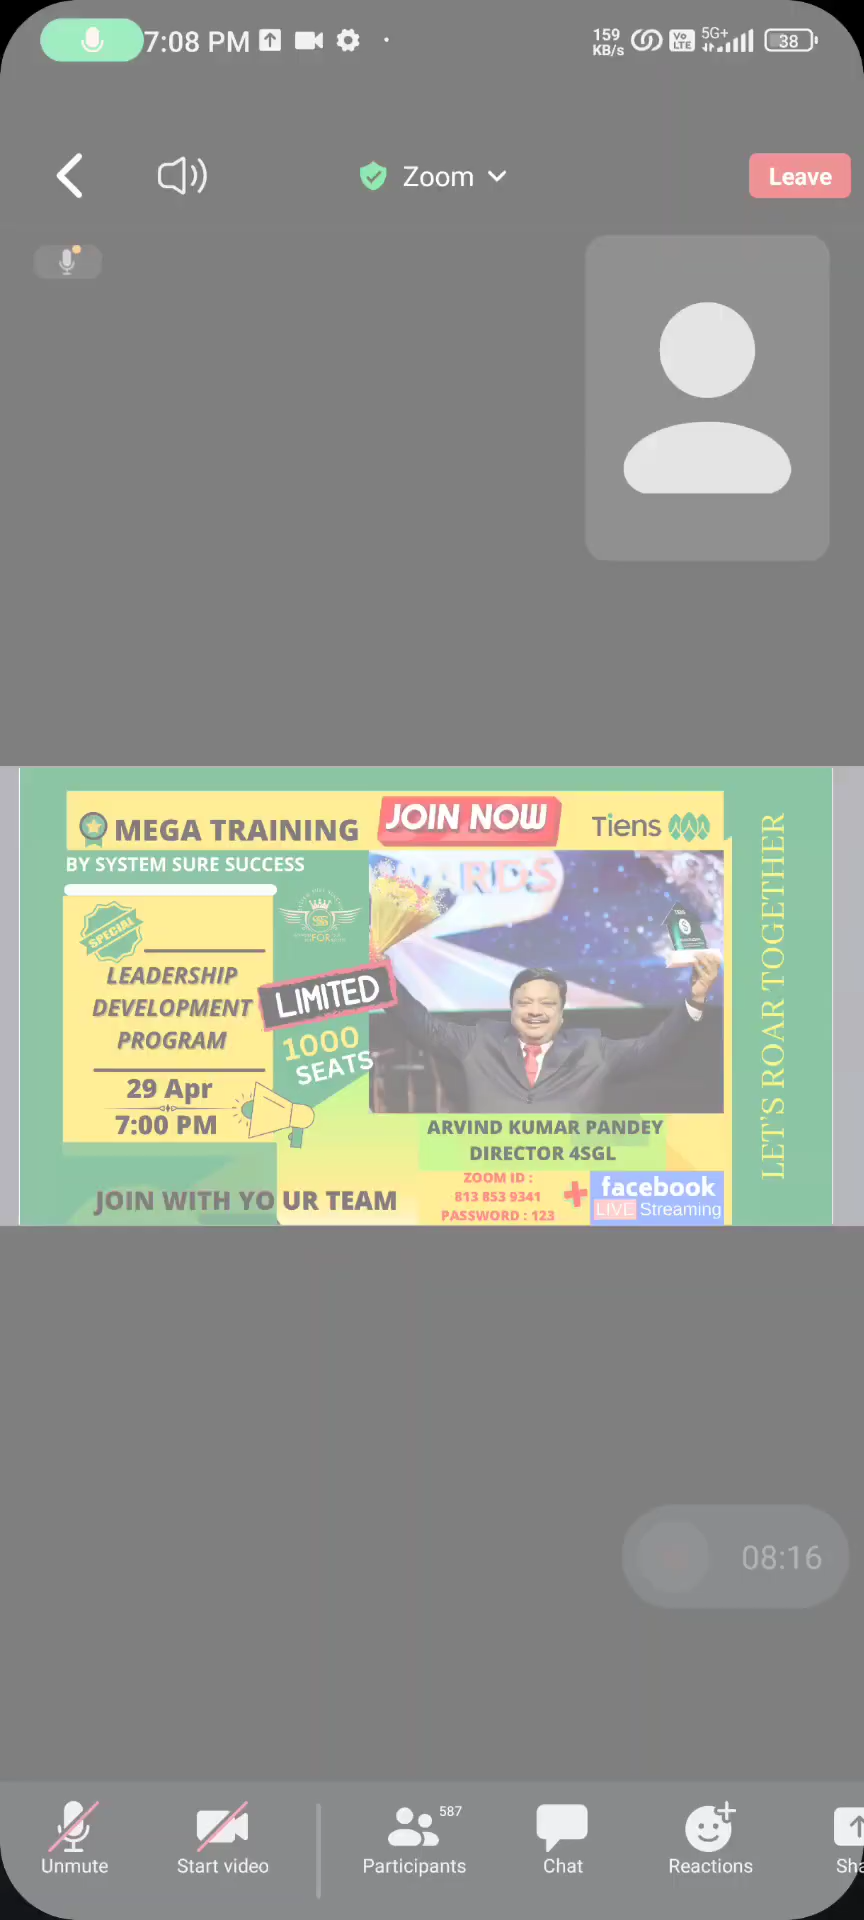 7:08 PM
159
KB/s
Vo
LTE
5G+
38
Zoom
Leave
MEGA TRAINING
JOIN NOW
Tiens
BY SYSTEM SURE SUCCESS
SPECIAL
LEADERSHIP
DEVELOPMENT
PROGRAM
LIMITED
1000
SEATS
29 Apr
7:00 PM
ARVIND KUMAR PANDEY
DIRECTOR 4SGL
JOIN WITH YO UR TEAM
ZOOM ID :
813 853 9341
PASSWORD : 123
facebook
LIVE Streaming
LET'S ROAR TOGETHER
08:16
587
Unmute
Start video
Participants
Chat
Reactions
Sha